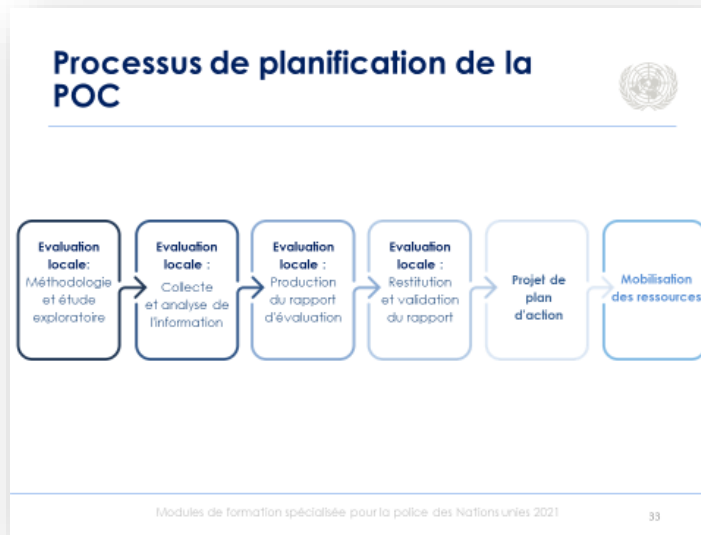 Processus de planification de la
POC
Evaluation
locale:
Méthodologie
et étude
exploratoire
Evaluation
locale :
Collecte
et analyse de
l'information
Evaluation
locale :
Production
du rapport
d'évaluation
Evaluation
locale :
Restitution
et validation
du rapport
Projet de
plan
d'action
Mobilisation
des ressources
Modules de formation spécialisée pour la police des Nations unies 2021
33